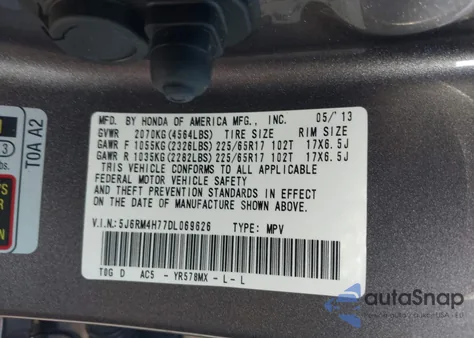 MFD. BY HONDA OF AMERICA MFG., INC. 05/'13
GVWR 2070KG(4564LBS) TIRE SIZE RIM SIZE
GAWR F 1055KG(2326LBS) 225/65R17 102T 17X6.5J
GAWR R 1035KG(2282LBS) 225/65R17 102T 17X6.5J
THIS VEHICLE CONFORMS TO ALL APPLICABLE
FEDERAL MOTOR VEHICLE SAFETY
AND THEFT PREVENTION STANDARDS IN EFFECT
ON THE DATE OF MANUFACTURE SHOWN ABOVE.
V.I.N:5J6RM4H77DL069626 TYPE: MPV
T0G D AC5 - YR578MX - L - L
T0A A2
3
autoSnap